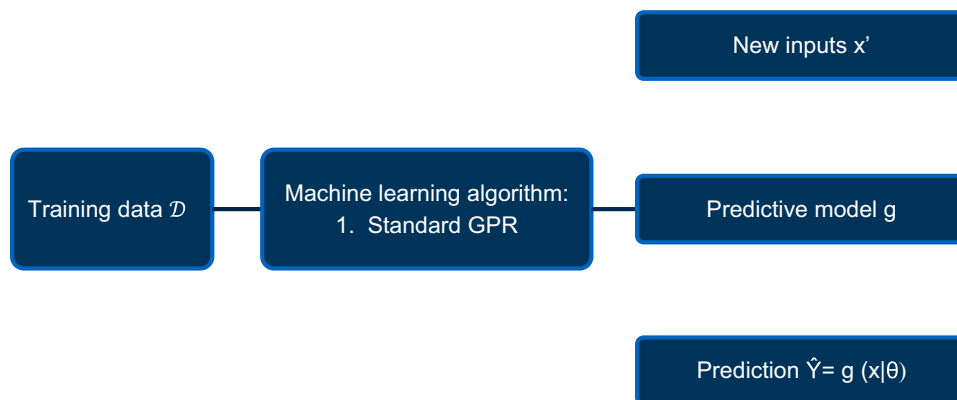 New inputs x’
Training data 𝒟
Machine learning algorithm:
1. Standard GPR
Predictive model g
Prediction Ŷ= g (x|θ)